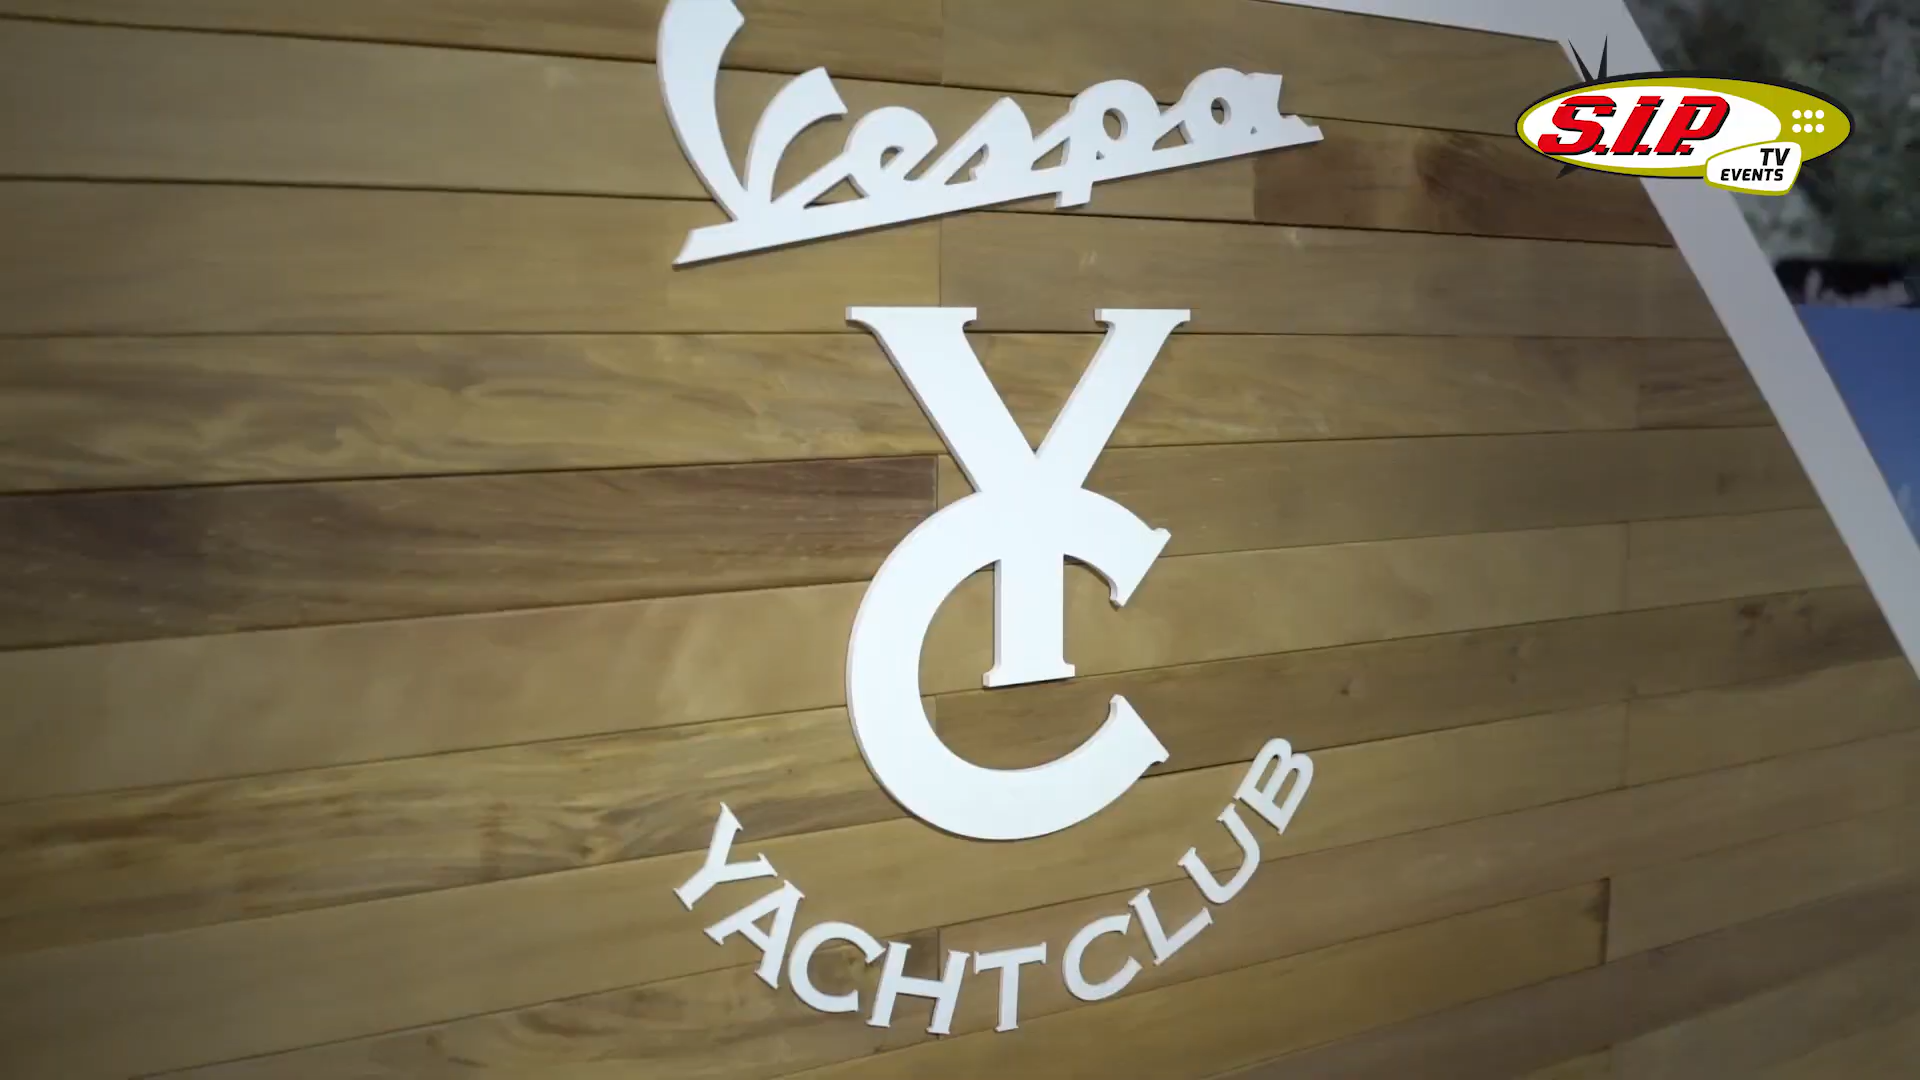 Vespa
S.I.P.
TV
EVENTS
YC
YACHT CLUB